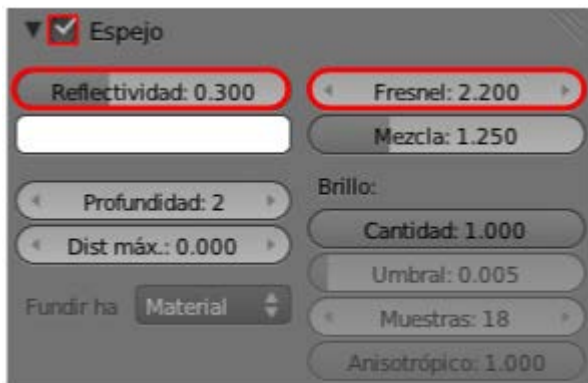 Espejo
Reflectividad: 0.300
Fresnel: 2.200
Mezcla: 1.250
Profundidad: 2
Dist máx.: 0.000
Fundir ha
Material
Brillo:
Cantidad: 1.000
Umbral: 0.005
Muestras: 18
Anisotrópico: 1.000